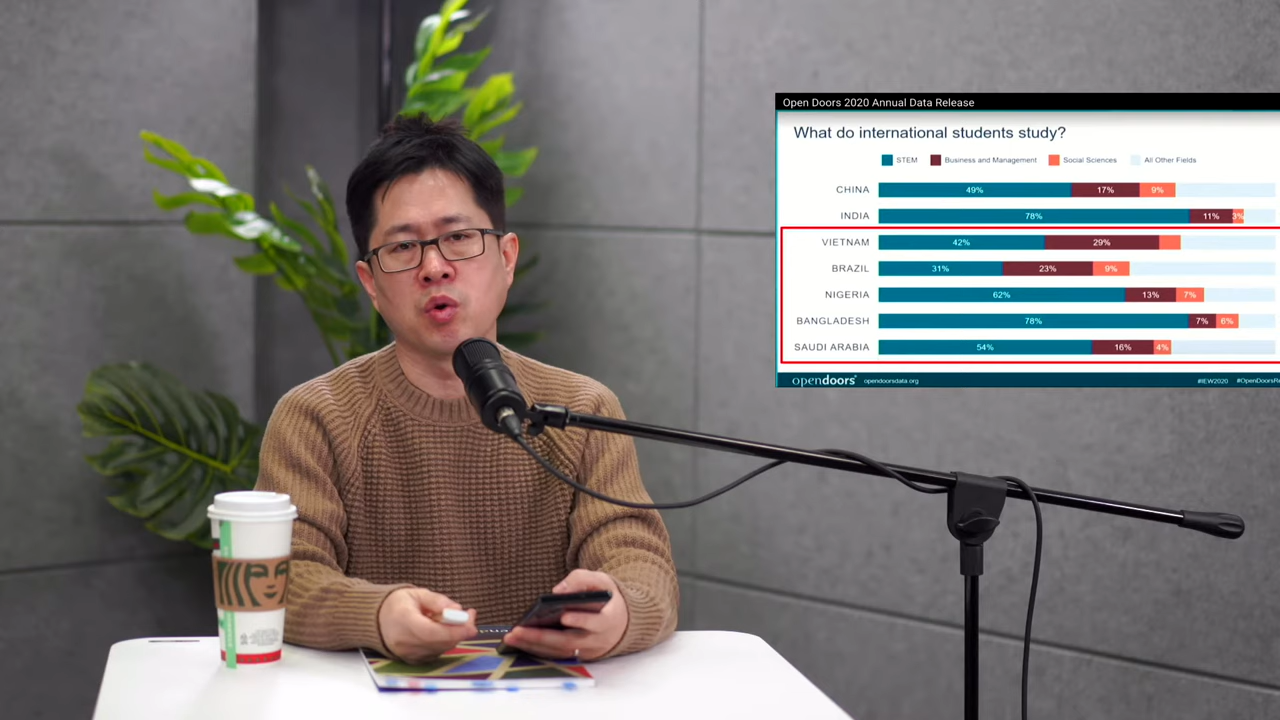 Open Doors 2020 Annual Data Release
What do international students study?
STEM Business and Management Social Sciences All Other Fields
CHINA 49% 17% 9%
INDIA 78% 11% 3%
VIETNAM 42% 29%
BRAZIL 31% 23% 9%
NIGERIA 62% 13% 7%
BANGLADESH 78% 7% 6%
SAUDI ARABIA 54% 16% 4%
opendoors® opendoorsdata.org #IEW2020 #OpenDoorsRe